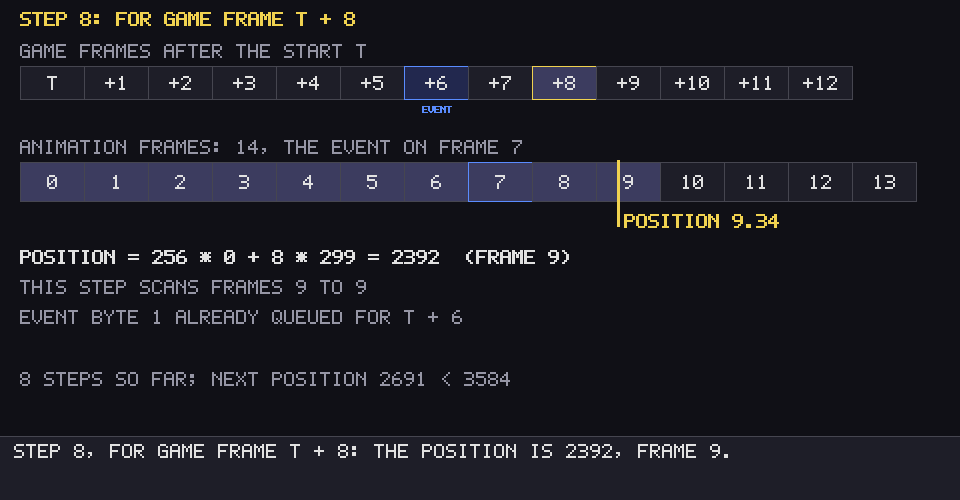 STEP 8: FOR GAME FRAME T + 8
GAME FRAMES AFTER THE START T
T +1 +2 +3 +4 +5 +6 +7 +8 +9 +10 +11 +12
EVENT
ANIMATION FRAMES: 14, THE EVENT ON FRAME 7
0 1 2 3 4 5 6 7 8 9 10 11 12 13
POSITION 9.34
POSITION = 256 * 0 + 8 * 299 = 2392 (FRAME 9)
THIS STEP SCANS FRAMES 9 TO 9
EVENT BYTE 1 ALREADY QUEUED FOR T + 6
8 STEPS SO FAR; NEXT POSITION 2691 < 3584
STEP 8, FOR GAME FRAME T + 8: THE POSITION IS 2392, FRAME 9.